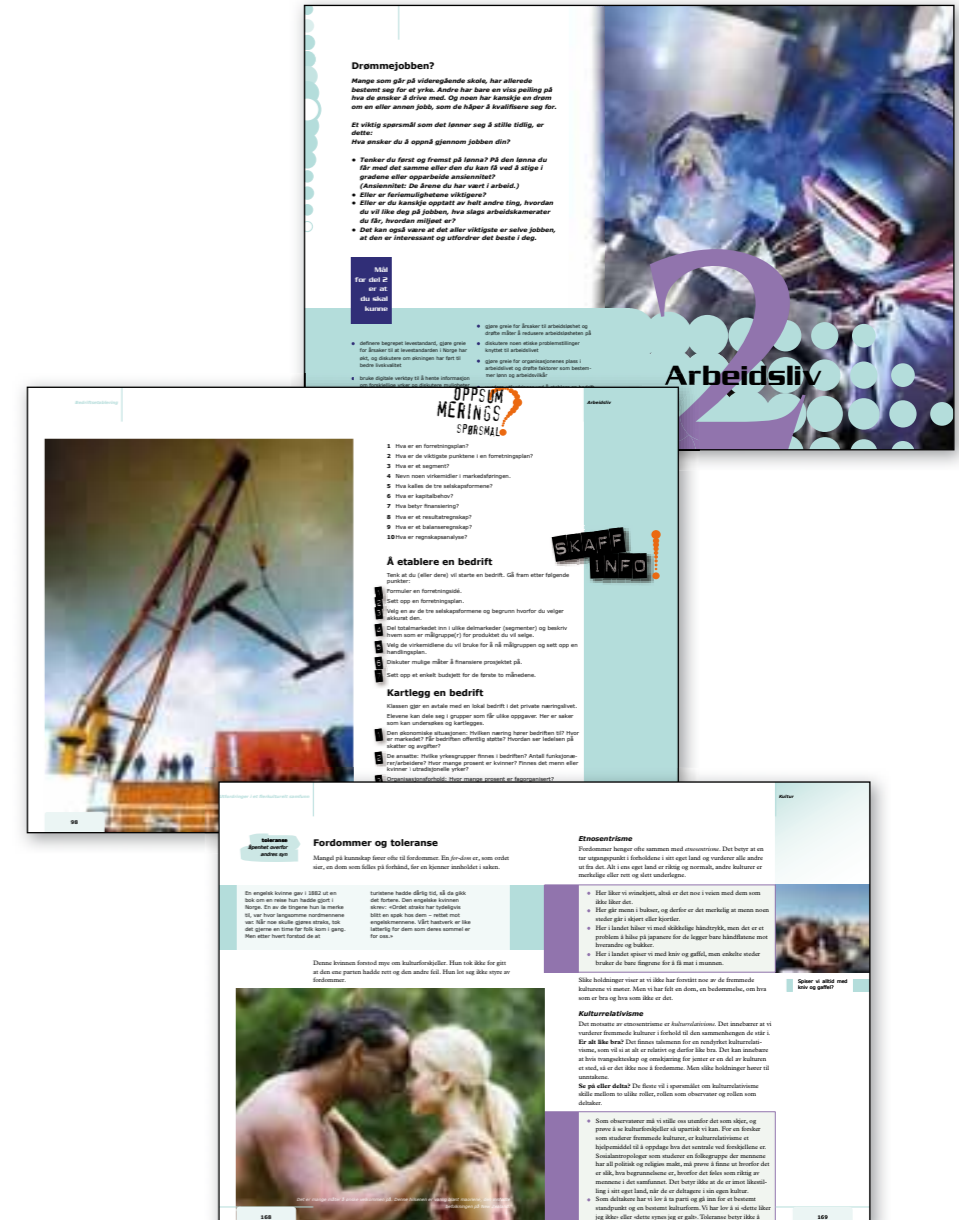 Drømmejobben?
Mange som går på videregående skole, har allerede
bestemt seg for et yrke. Andre har bare en viss peiling på
hva de ønsker å drive med. Og noen har kanskje en drøm
om en eller annen jobb, som de håper å kvalifisere seg for.
Et viktig spørsmål som det lønner seg å stille tidlig, er
dette:
Hva ønsker du å oppnå gjennom jobben din?
• Tenker du først og fremst på lønna? På den lønna du
får med det samme eller den du kan få ved å stige i
gradene eller opparbeide ansiennitet?
(Ansiennitet: De årene du har vært i arbeid.)
• Eller er feriemulighetene viktigere?
• Eller er du kanskje opptatt av helt andre ting, hvordan
du vil like deg på jobben, hva slags arbeidskamerater
du får, hvordan miljøet er?
• Det kan også være at det aller viktigste er selve jobben,
at den er interessant og utfordrer det beste i deg.
Mål
for del 2
er at
du skal
kunne
• definere begrepet levestandard, gjøre greie
for årsaker til at levestandarden i Norge har
økt, og diskutere om økningen har ført til
bedre livskvalitet
• bruke digitale verktøy til å hente informasjon
om forskjellige yrker og diskutere muligheter
• gjøre greie for årsaker til arbeidsløshet og
drøfte måter å redusere arbeidsløsheten på
• diskutere noen etiske problemstillinger
knyttet til arbeidslivet
• gjøre greie for organisasjonenes plass i
arbeidslivet og drøfte faktorer som bestem-
mer lønn og arbeidsvilkår
2
Arbeidsliv
Bedriftsetablering
OPPSUM
MERINGS
SPØRSMÅL?
Arbeidsliv
1 Hva er en forretningsplan?
2 Hva er de viktigste punktene i en forretningsplan?
3 Hva er et segment?
4 Nevn noen virkemidler i markedsføringen.
5 Hva kalles de tre selskapsformene?
6 Hva er kapitalbehov?
7 Hva betyr finansiering?
8 Hva er et resultatregnskap?
9 Hva er et balanseregnskap?
10 Hva er regnskapsanalyse?
SKAFF
INFO!
Å etablere en bedrift
Tenk at du (eller dere) vil starte en bedrift. Gå fram etter følgende
punkter:
Formuler en forretningsidé.
Sett opp en forretningsplan.
Velg en av de tre selskapsformene og begrunn hvorfor du velger
akkurat den.
Del totalmarkedet inn i ulike delmarkeder (segmenter) og beskriv
hvem som er målgruppe(r) for produktet du vil selge.
Velg de virkemidlene du vil bruke for å nå målgruppen og sett opp en
handlingsplan.
Diskuter mulige måter å finansiere prosjektet på.
Sett opp et enkelt budsjett for de første to månedene.
Kartlegg en bedrift
Klassen gjør en avtale med en lokal bedrift i det private næringslivet.
Elevene kan dele seg i grupper som får ulike oppgaver. Her er saker
som kan undersøkes og kartlegges.
Den økonomiske situasjonen: Hvilken næring hører bedriften til? Hvor
er markedet? Får bedriften offentlig støtte? Hvordan ser ledelsen på
skatter og avgifter?
De ansatte: Hvilke yrkesgrupper finnes i bedriften? Antall funksjonæ-
rer/arbeidere? Hvor mange prosent er kvinner? Finnes det menn eller
kvinner i utradisjonelle yrker?
Organisasjonsforhold: Hvor mange prosent er fagorganisert?
98
Kultur
toleranse
åpenhet overfor
andres syn
Fordommer og toleranse
Mangel på kunnskap fører ofte til fordommer. En for-dom er, som ordet
sier, en dom som felles på forhånd, før en kjenner innholdet i saken.
En engelsk kvinne gav i 1882 ut en
bok om en reise hun hadde gjort i
Norge. En av de tingene hun la merke
til, var hvor langsomme nordmennene
var. Når noe skulle gjøres straks, tok
det gjerne en time før folk kom i gang.
Men etter hvert forstod de at
turistene hadde dårlig tid, så da gikk
det fortere. Den engelske kvinnen
skrev: «Ordet straks har tydeligvis
blitt en spøk hos dem – rettet mot
engelskmennene. Vårt hastverk er like
latterlig for dem som deres sommel er
for oss.»
Denne kvinnen forstod mye om kulturforskjeller. Hun tok ikke for gitt
at den ene parten hadde rett og den andre feil. Hun let seg ikke styre av
fordommer.
168
Etnosentrisme
Fordommer henger ofte sammen med etnosentrisme. Det betyr at en
tar utgangspunkt i forholdene i sitt eget land og vurderer alle andre
ut fra det. Alt i ens eget land er riktig og normalt, andre kulturer er
merkelige eller rett og slett underlegne.
• Her liker vi svinekjøtt, altså er det noe i veien med dem som
ikke liker det.
• Her går menn i bukser, og derfor er det merkelig at menn noen
steder går i skjørt eller kjortler.
• Her i landet hilser vi med skikkelige håndtrykk, men det er et
problem å hilse på japanere for de legger bare håndflatene mot
hverandre og bukker.
• Her i landet spiser vi med kniv og gaffel, men enkelte steder
bruker de bare fingrene for å få mat i munnen.
Spiser vi alltid med
kniv og gaffel?
Slike holdninger viser at vi ikke har forstått noe av de fremmede
kulturene vi møter. Men vi har felt en dom, en bedømmelse, om hva
som er bra og hva som ikke er det.
Kulturrelativisme
Det motsatte av etnosentrisme er kulturrelativisme. Det innebærer at vi
vurderer fremmede kulturer i forhold til den sammenhengen de står i.
Er alt like bra? Det finnes talsmenn for en rendyrket kulturrelati-
visme, som vil si at alt er relativt og derfor like bra. Det kan innebære
at hvis tvangsekteskap og omskjæring for jenter er en del av kulturen
et sted, så er det ikke noe å fordømme. Men slike holdninger hører til
unntakene.
Se på eller delta? De fleste vil i spørsmålet om kulturrelativisme
skille mellom to ulike roller, rollen som observatør og rollen som
deltaker.
• Som observatører må vi stille oss utenfor det som skjer, og
prøve å se kulturforskjeller så upartisk vi kan. For en forsker
som studerer fremmede kulturer, er kulturrelativisme et
hjelpemiddel til å oppdage hva det sentrale ved forskjellene er.
Sosialantropologer som studerer en folkegruppe der mennene
har all politisk og religiøs makt, må prøve å finne ut hvorfor det
er slik, hva begrunnelsene er, hvorfor det føles som riktig av
mennene i det samfunnet. Det betyr ikke at de er imot likestil-
ling i sitt eget land, når de er deltagere i sin egen kultur.
• Som deltakere har vi lov å ta parti og gå inn for et bestemt
standpunkt og en bestemt kulturform. Vi har lov å si «dette liker
jeg ikke» eller «dette synes jeg er galt». Toleranse betyr ikke å
169